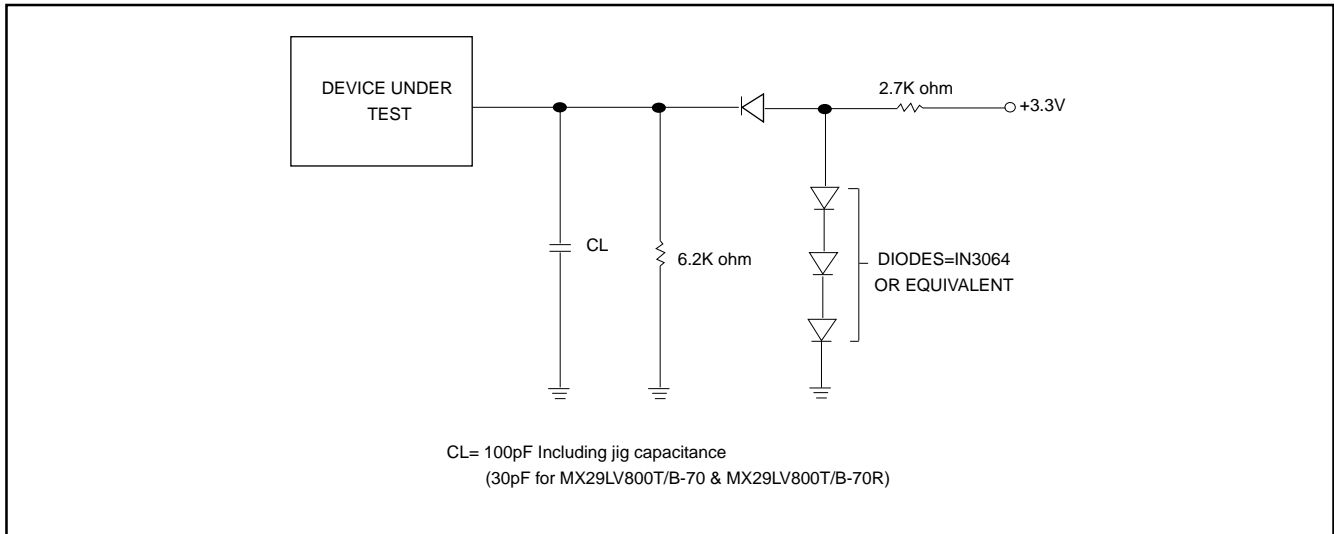 DEVICE UNDER
TEST
2.7K ohm
+3.3V
CL
6.2K ohm
DIODES=IN3064
OR EQUIVALENT
CL= 100pF Including jig capacitance
(30pF for MX29LV800T/B-70 & MX29LV800T/B-70R)